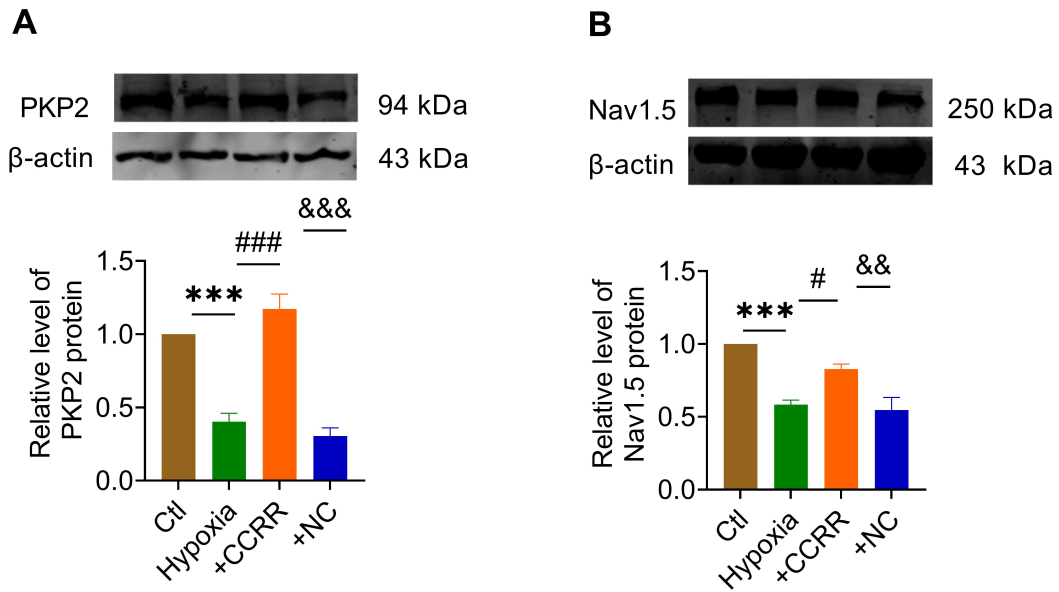 A
PKP2
94 kDa
β-actin
43 kDa
&&&
###
***
1.5
1.0
0.5
0.0
Relative level of
PKP2 protein
Ctl
Hypoxia
+CCRR
+NC
B
Nav1.5
250 kDa
β-actin
43 kDa
&&
#
***
1.5
1.0
0.5
0.0
Relative level of
Nav1.5 protein
Ctl
Hypoxia
+CCRR
+NC